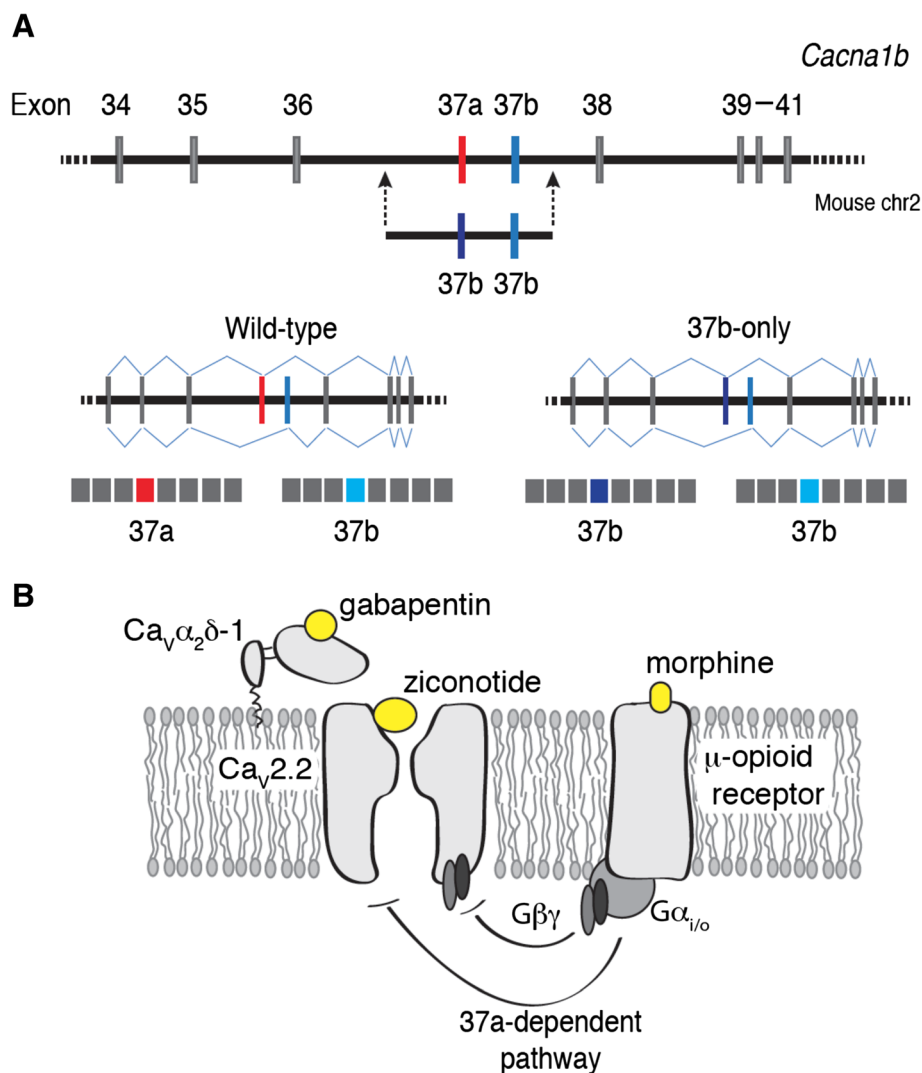 A
Cacna1b
Exon 34 35 36 37a 37b 38 39–41
Mouse chr2
37b 37b
Wild-type 37b-only
37a 37b 37b 37b
B
gabapentin
CaVα2δ-1
ziconotide
morphine
CaV2.2
μ-opioid
receptor
Gβγ Gαi/o
37a-dependent
pathway